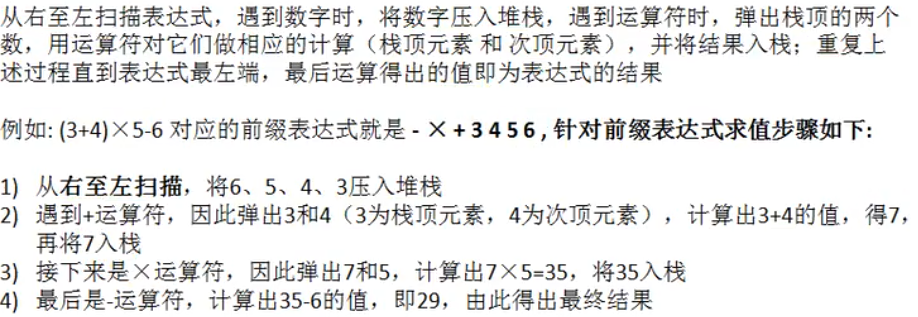 从右至左扫描表达式，遇到数字时，将数字压入堆栈，遇到运算符时，弹出栈顶的两个
数，用运算符对它们做相应的计算（栈顶元素 和 次顶元素），并将结果入栈；重复上
述过程直到表达式最左端，最后运算得出的值即为表达式的结果
例如: (3+4)×5-6 对应的前缀表达式就是 - × + 3 4 5 6 , 针对前缀表达式求值步骤如下:
1) 从右至左扫描，将6、5、4、3压入堆栈
2) 遇到+运算符，因此弹出3和4（3为栈顶元素，4为次顶元素），计算出3+4的值，得7，
再将7入栈
3) 接下来是×运算符，因此弹出7和5，计算出7×5=35，将35入栈
4) 最后是-运算符，计算出35-6的值，即29，由此得出最终结果